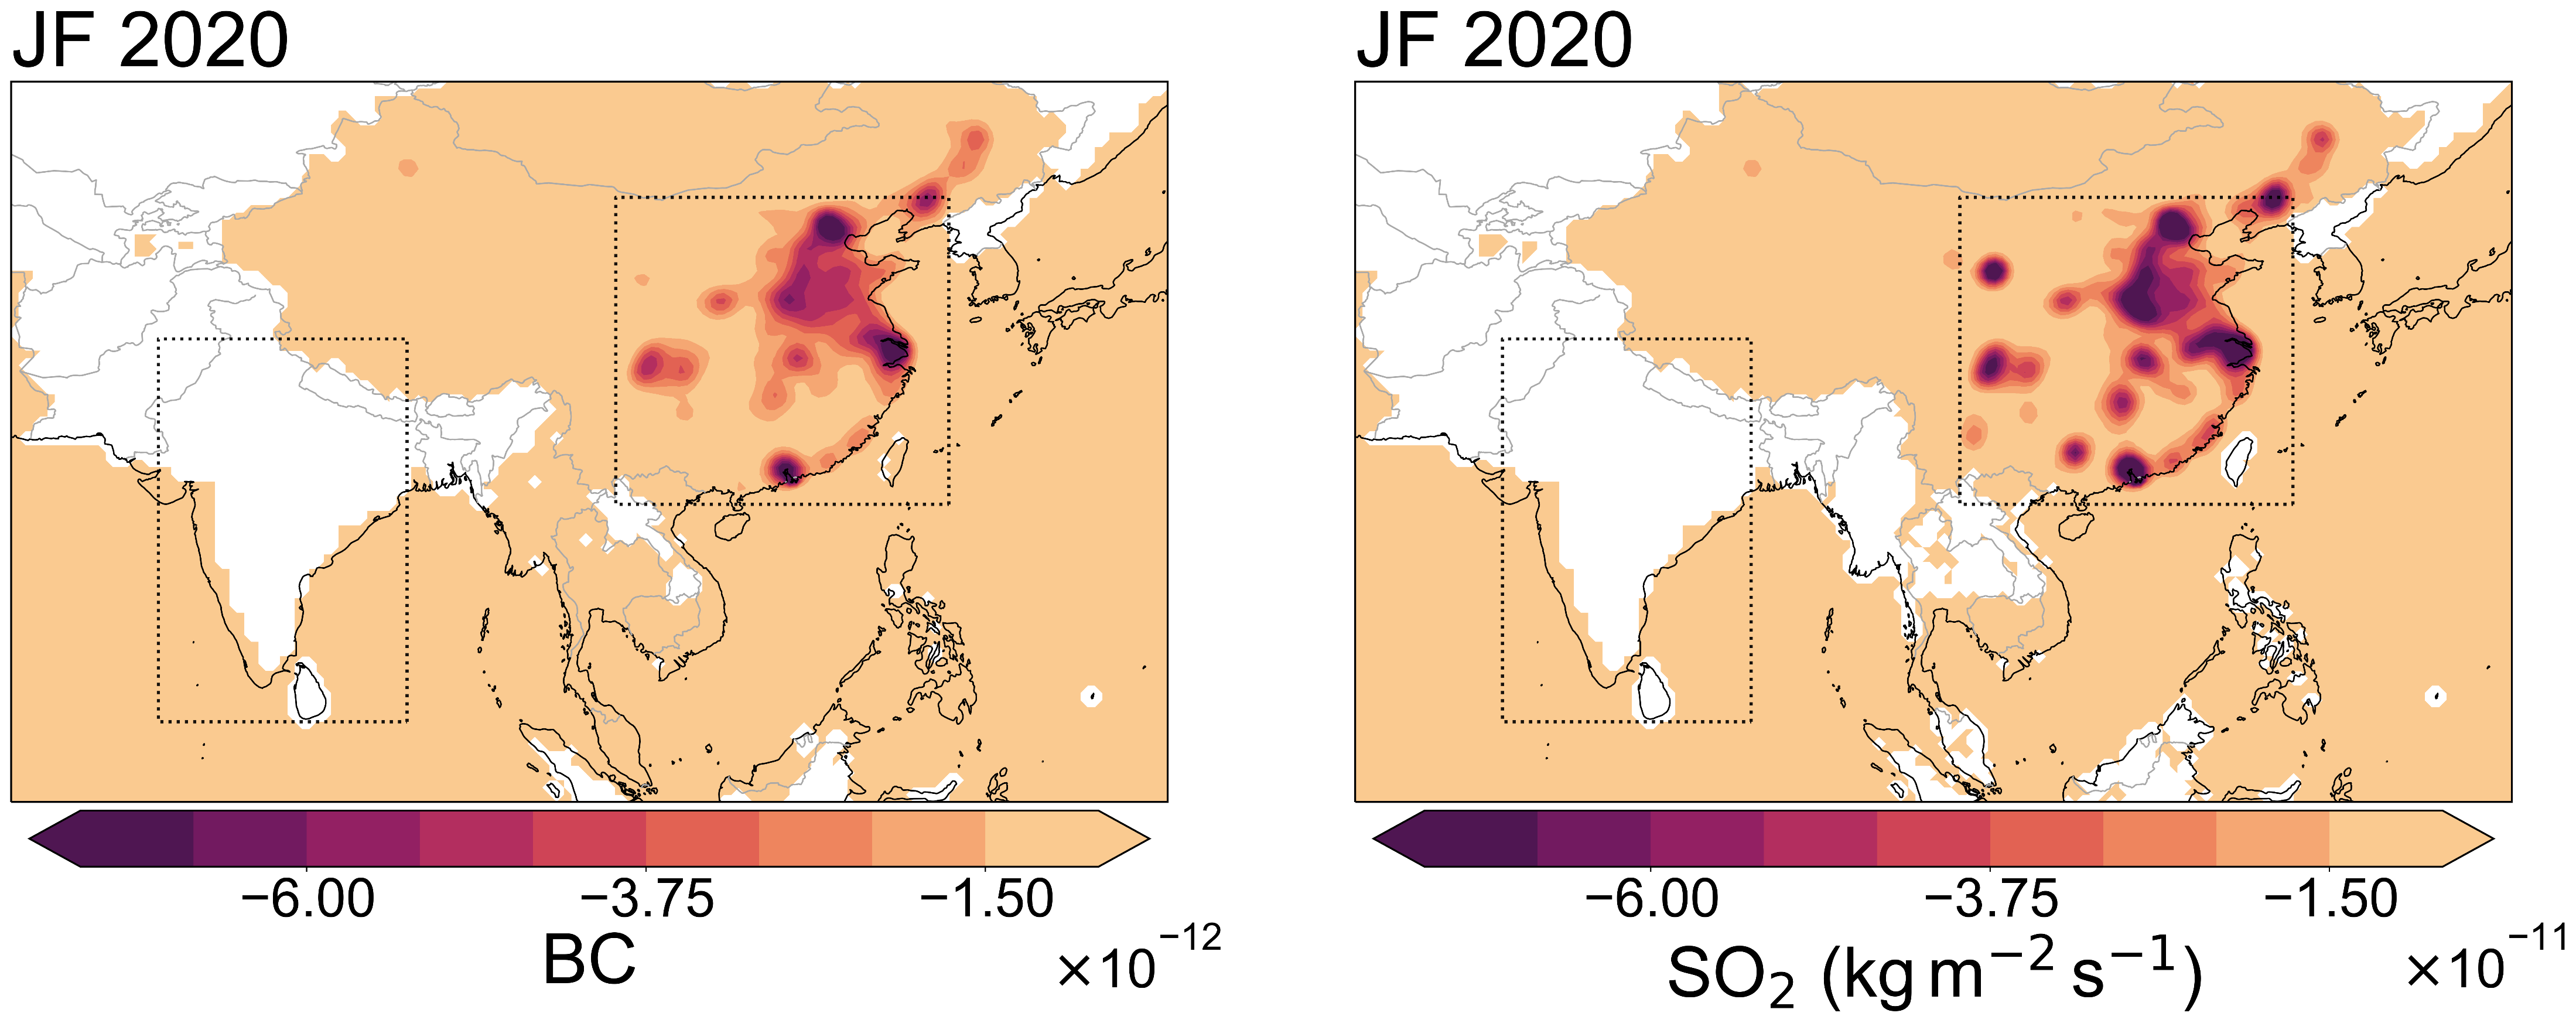 JF 2020
JF 2020
−6.00 −3.75 −1.50
−6.00 −3.75 −1.50
BC
×10⁻¹²
SO₂ (kg m⁻² s⁻¹)
×10⁻¹¹